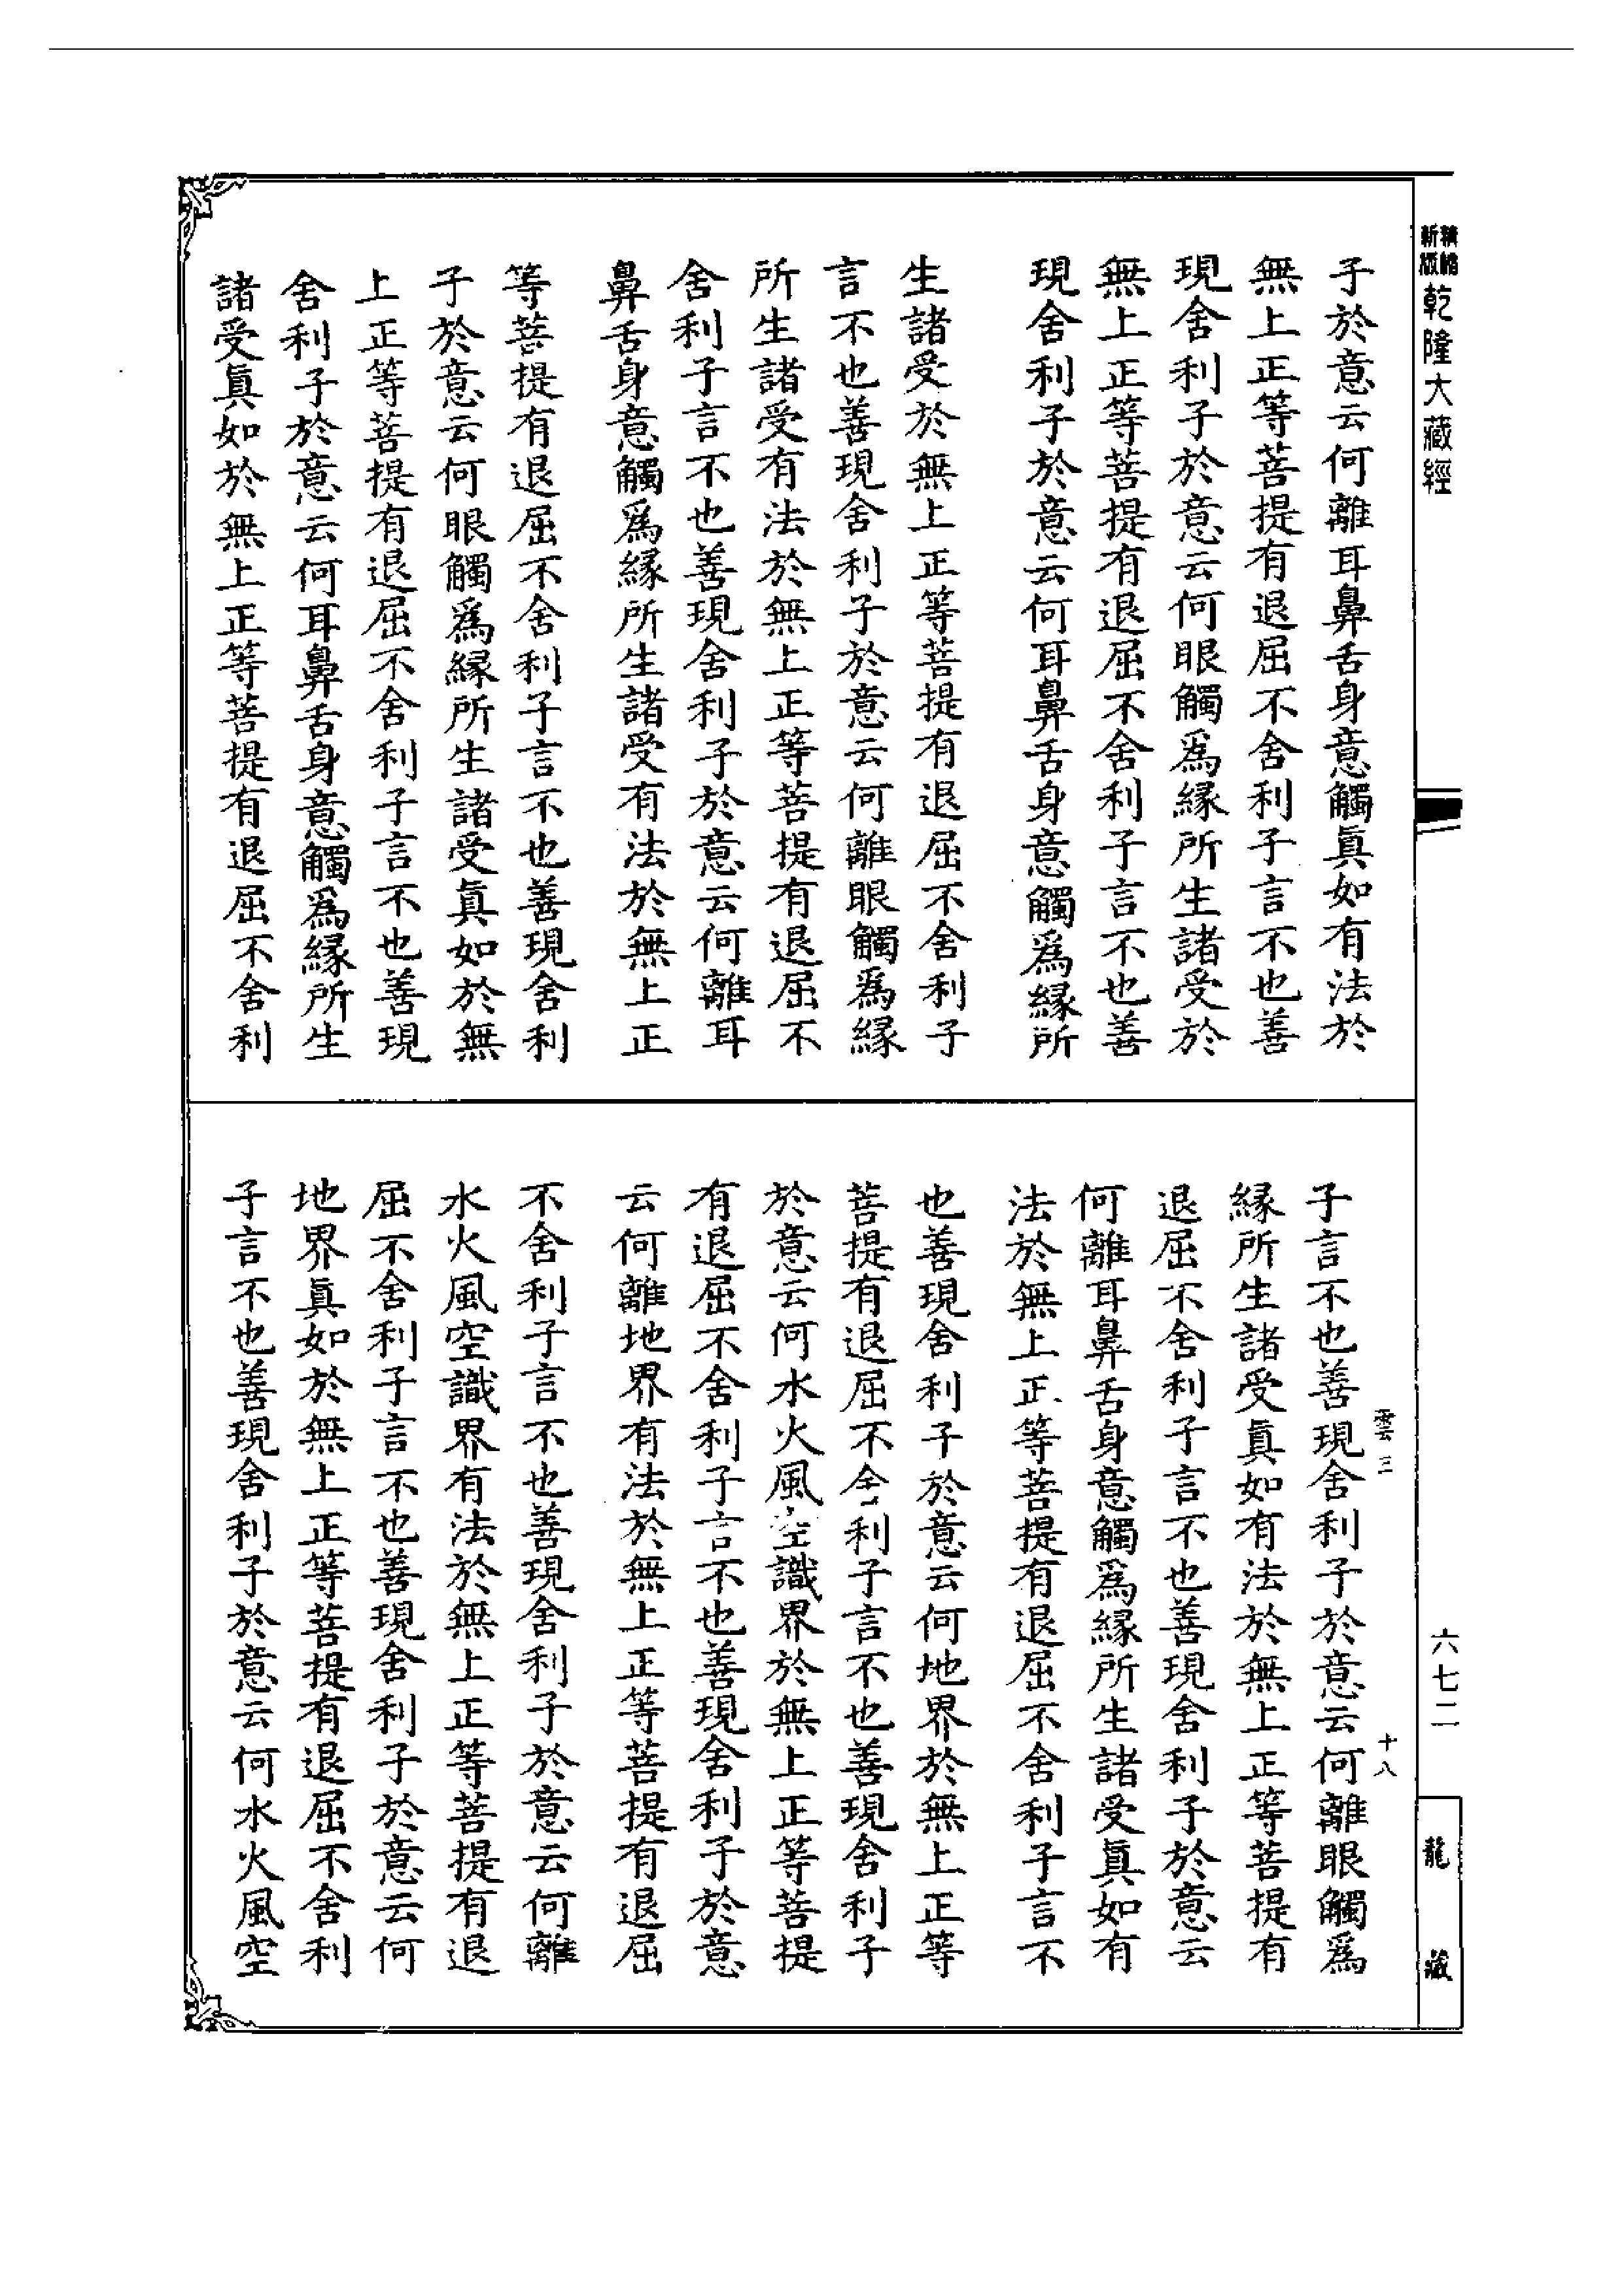 新版精縮乾隆大藏經
子於意云何離耳鼻舌身意觸眞如有法於
無上正等菩提有退屈不舍利子言不也善
現舍利子於意云何眼觸爲緣所生諸受於
無上正等菩提有退屈不舍利子言不也善
現舍利子於意云何耳鼻舌身意觸爲緣所
生諸受於無上正等菩提有退屈不舍利子
言不也善現舍利子於意云何離眼觸爲緣
所生諸受有法於無上正等菩提有退屈不
舍利子言不也善現舍利子於意云何離耳
鼻舌身意觸爲緣所生諸受有法於無上正
等菩提有退屈不舍利子言不也善現舍利
子於意云何眼觸爲緣所生諸受眞如於無
上正等菩提有退屈不舍利子言不也善現
舍利子於意云何耳鼻舌身意觸爲緣所生
諸受眞如於無上正等菩提有退屈不舍利
雲三 十八
子言不也善現舍利子於意云何離眼觸爲
緣所生諸受眞如有法於無上正等菩提有
退屈不舍利子言不也善現舍利子於意云
何離耳鼻舌身意觸爲緣所生諸受眞如有
法於無上正等菩提有退屈不舍利子言不
也善現舍利子於意云何地界於無上正等
菩提有退屈不舍利子言不也善現舍利子
於意云何水火風空識界於無上正等菩提
有退屈不舍利子言不也善現舍利子於意
云何離地界有法於無上正等菩提有退屈
不舍利子言不也善現舍利子於意云何離
水火風空識界有法於無上正等菩提有退
屈不舍利子言不也善現舍利子於意云何
地界眞如於無上正等菩提有退屈不舍利
子言不也善現舍利子於意云何水火風空
六七二
龍藏